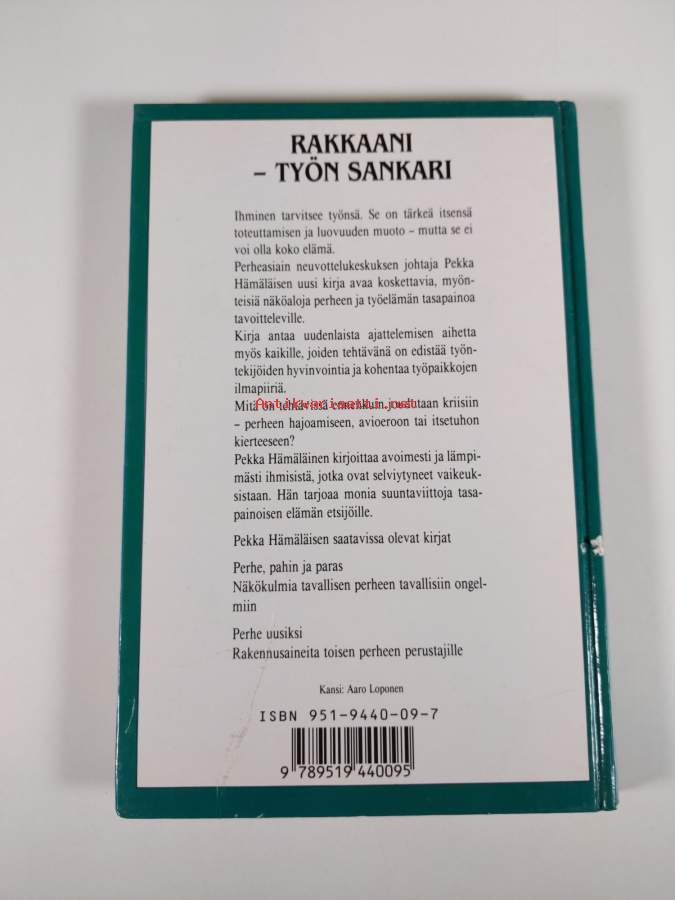 RAKKAANI
– TYÖN SANKARI
Ihminen tarvitsee työnsä. Se on tärkeä itsensä
toteuttamisen ja luovuuden muoto – mutta se ei
voi olla koko elämä.
Perheasiain neuvottelukeskuksen johtaja Pekka
Hämäläisen uusi kirja avaa koskettavia, myön-
teisiä näköaloja perheen ja työelämän tasapainoa
tavoitteleville.
Kirja antaa uudenlaista ajattelemisen aihetta
myös kaikille, joiden tehtävänä on edistää työn-
tekijöiden hyvinvointia ja kohentaa työpaikkojen
ilmapiiriä.
Antikvariaatti.net
Mitä on tehtävissä ennenkuin joudutaan kriisiin
– perheen hajoamiseen, avioeroon tai itsetuhon
kierteeseen?
Pekka Hämäläinen kirjoittaa avoimesti ja lämpi-
mästi ihmisistä, jotka ovat selviytyneet vaikeuk-
sistaan. Hän tarjoaa monia suuntaviittoja tasa-
painoisen elämän etsijöille.
Pekka Hämäläisen saatavissa olevat kirjat
Perhe, pahin ja paras
Näkökulmia tavallisen perheen tavallisiin ongel-
miin
Perhe uusiksi
Rakennusaineita toisen perheen perustajille
Kansi: Aaro Loponen
ISBN 951-9440-09-7
9 789519 440095